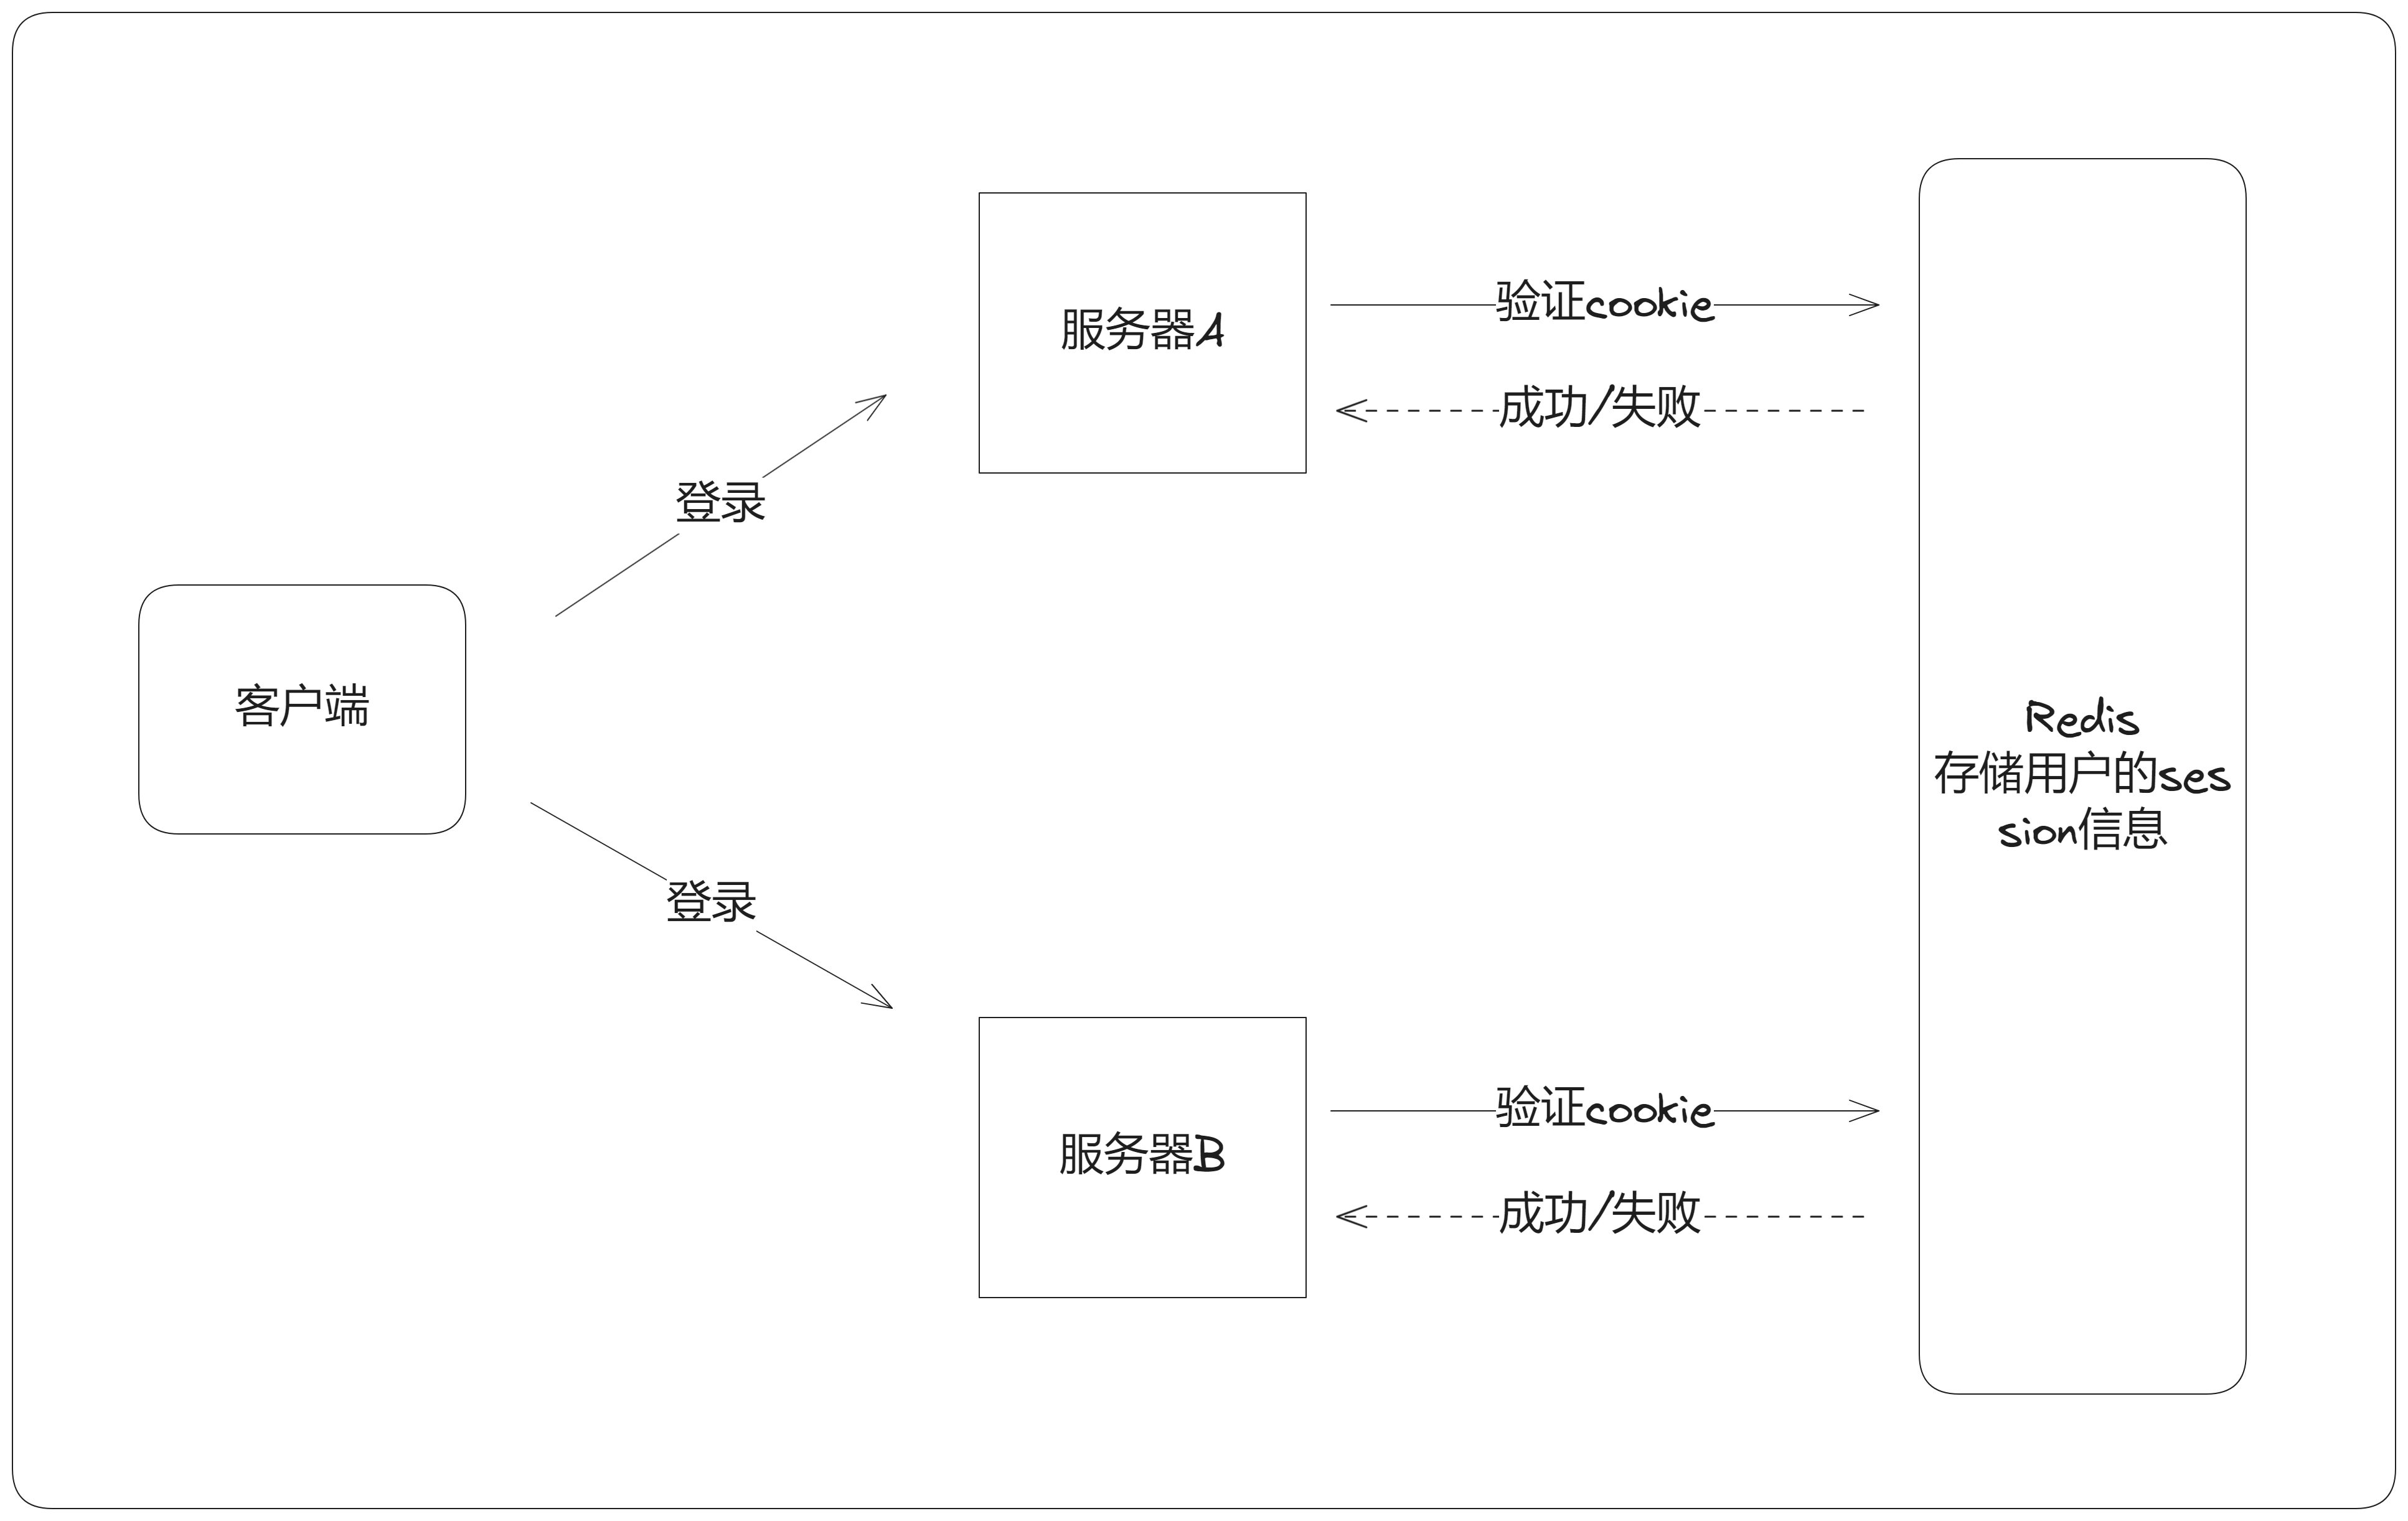 服务器A
验证cookie
成功/失败
登录
客户端
Redis
存储用户的ses
sion信息
登录
服务器B
验证cookie
成功/失败